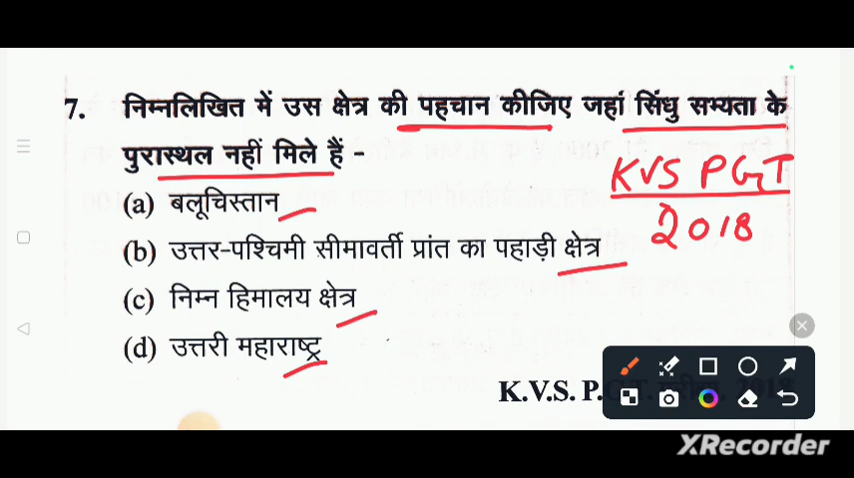 7. निम्नलिखित में उस क्षेत्र की पहचान कीजिए जहां सिंधु सभ्यता के
पुरास्थल नहीं मिले हैं -
KVS PGT
2018
(a) बलूचिस्तान
(b) उत्तर-पश्चिमी सीमावर्ती प्रांत का पहाड़ी क्षेत्र
(c) निम्न हिमालय क्षेत्र
(d) उत्तरी महाराष्ट्र
K.V.S.
XRecorder